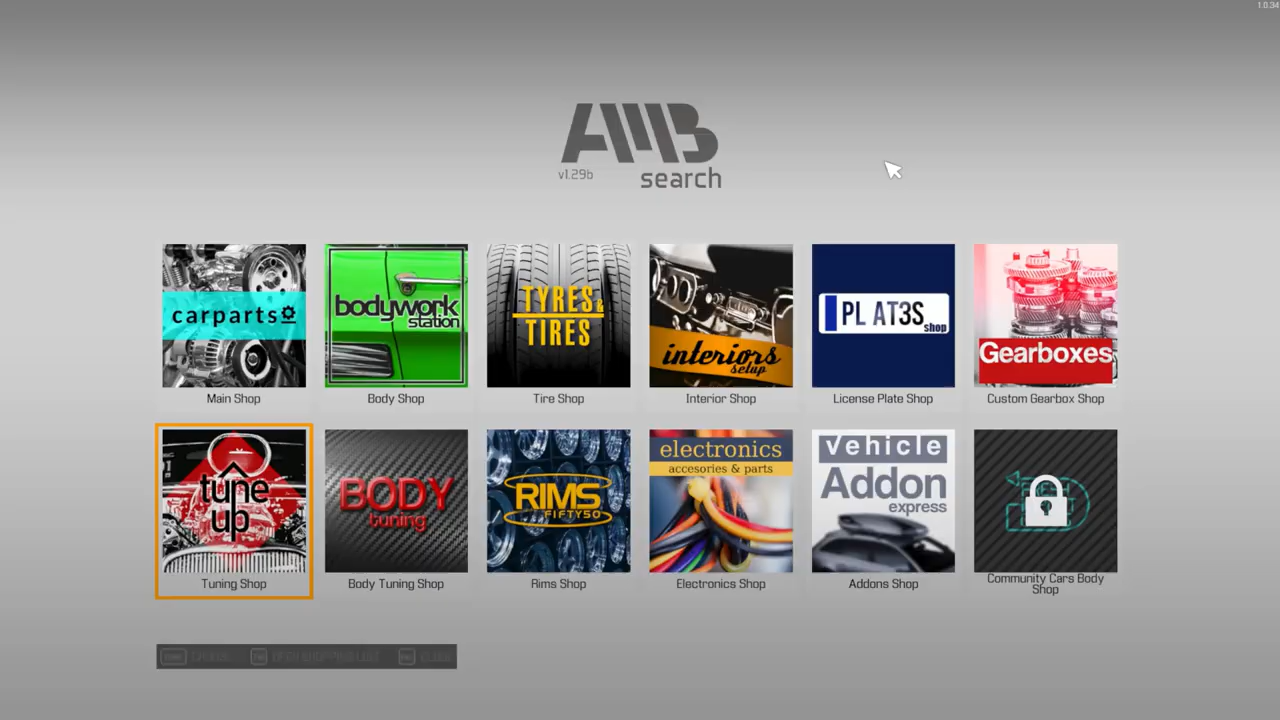 1.0.34
AMB
v1.29b
search
carparts
bodywork
station
TYRES &
TIRES
interiors
setup
PL AT3S
shop
Gearboxes
Main Shop
Body Shop
Tire Shop
Interior Shop
License Plate Shop
Custom Gearbox Shop
tune
up
BODY
tuning
RIMS
FIFTY50
electronics
accesories & parts
vehicle
Addon
express
Tuning Shop
Body Tuning Shop
Rims Shop
Electronics Shop
Addons Shop
Community Cars Body
Shop